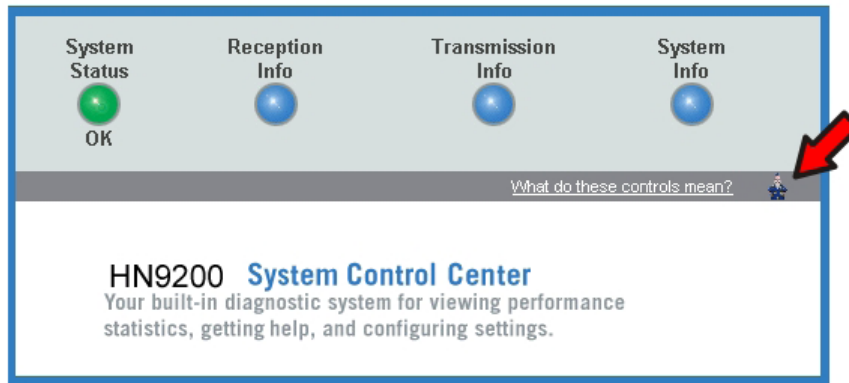 System
Status
OK
Reception
Info
Transmission
Info
System
Info
What do these controls mean?
HN9200 System Control Center
Your built-in diagnostic system for viewing performance
statistics, getting help, and configuring settings.